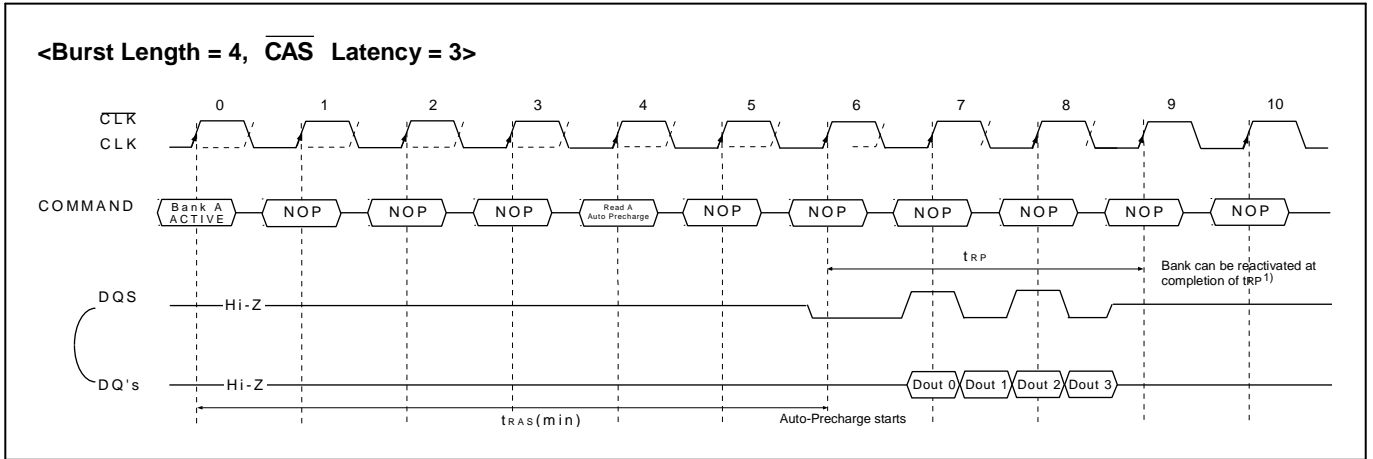 <Burst Length = 4, CAS Latency = 3>
0 1 2 3 4 5 6 7 8 9 10
CLK
CLK
COMMAND
Bank A
ACTIVE
NOP
NOP
NOP
Read A
Auto Precharge
NOP
NOP
NOP
NOP
NOP
NOP
tRP
Bank can be reactivated at
completion of tRP1)
DQS
Hi-Z
DQ's
Hi-Z
Dout 0 Dout 1 Dout 2 Dout 3
tRAS(min)
Auto-Precharge starts